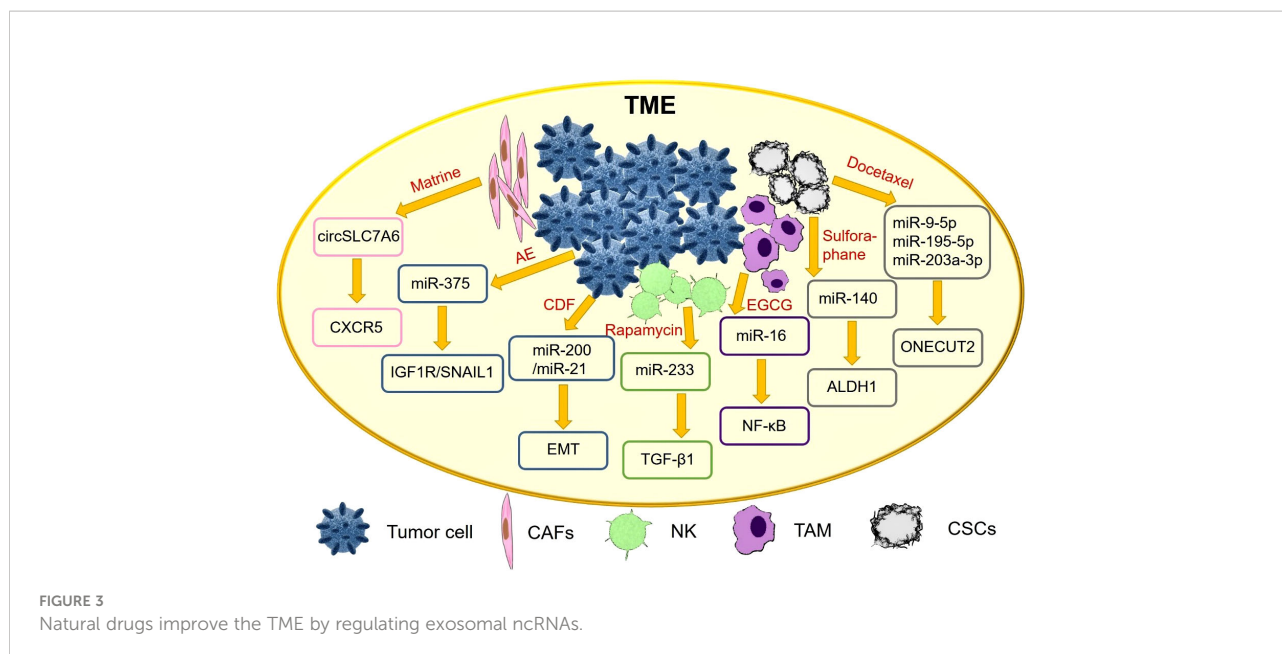 TME
Matrine
circSLC7A6
CXCR5
AE
miR-375
IGF1R/SNAIL1
CDF
miR-200
/miR-21
EMT
Rapamycin
miR-233
TGF-β1
EGCG
miR-16
NF-κB
Sulfora-
phane
miR-140
ALDH1
Docetaxel
miR-9-5p
miR-195-5p
miR-203a-3p
ONECUT2
Tumor cell
CAFs
NK
TAM
CSCs
FIGURE 3
Natural drugs improve the TME by regulating exosomal ncRNAs.